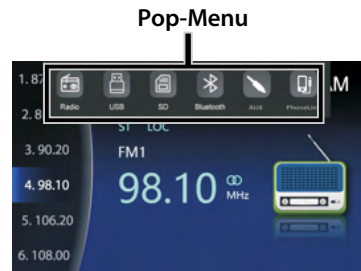 Pop-Menu
1.87
M
Radio USB SD Bluetooth AUX PhoneLin
2.8
ST LOC
3. 90.20
FM1
4. 98.10
98.10 MHz
5. 106.20
6. 108.00